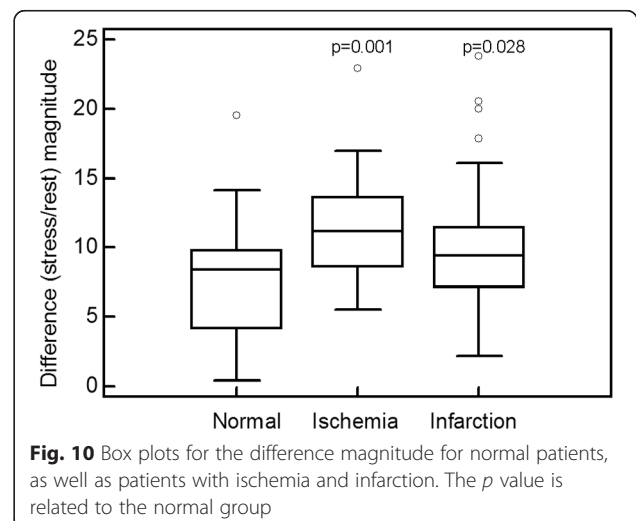 25
20
15
10
5
0
Difference (stress/rest) magnitude
p=0.001
p=0.028
Normal Ischemia Infarction
Fig. 10 Box plots for the difference magnitude for normal patients,
as well as patients with ischemia and infarction. The p value is
related to the normal group